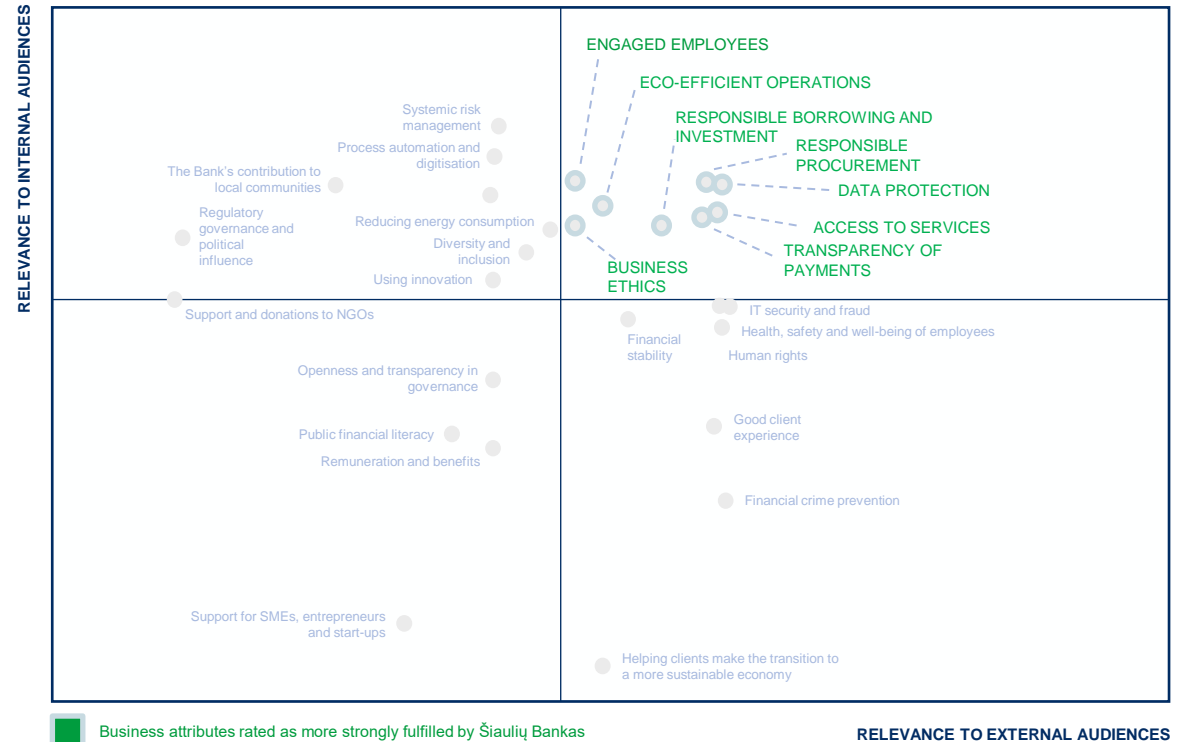 RELEVANCE TO INTERNAL AUDIENCES
ENGAGED EMPLOYEES
ECO-EFFICIENT OPERATIONS
RESPONSIBLE BORROWING AND
INVESTMENT
RESPONSIBLE
PROCUREMENT
DATA PROTECTION
ACCESS TO SERVICES
TRANSPARENCY OF
PAYMENTS
BUSINESS
ETHICS
Systemic risk
management
Process automation and
digitisation
The Bank's contribution to
local communities
Regulatory
governance and
political
influence
Reducing energy consumption
Diversity and
inclusion
Using innovation
Support and donations to NGOs
IT security and fraud
Health, safety and well-being of employees
Human rights
Financial
stability
Openness and transparency in
governance
Public financial literacy
Remuneration and benefits
Good client
experience
Financial crime prevention
Support for SMEs, entrepreneurs
and start-ups
Helping clients make the transition to
a more sustainable economy
Business attributes rated as more strongly fulfilled by Šiaulių Bankas
RELEVANCE TO EXTERNAL AUDIENCES